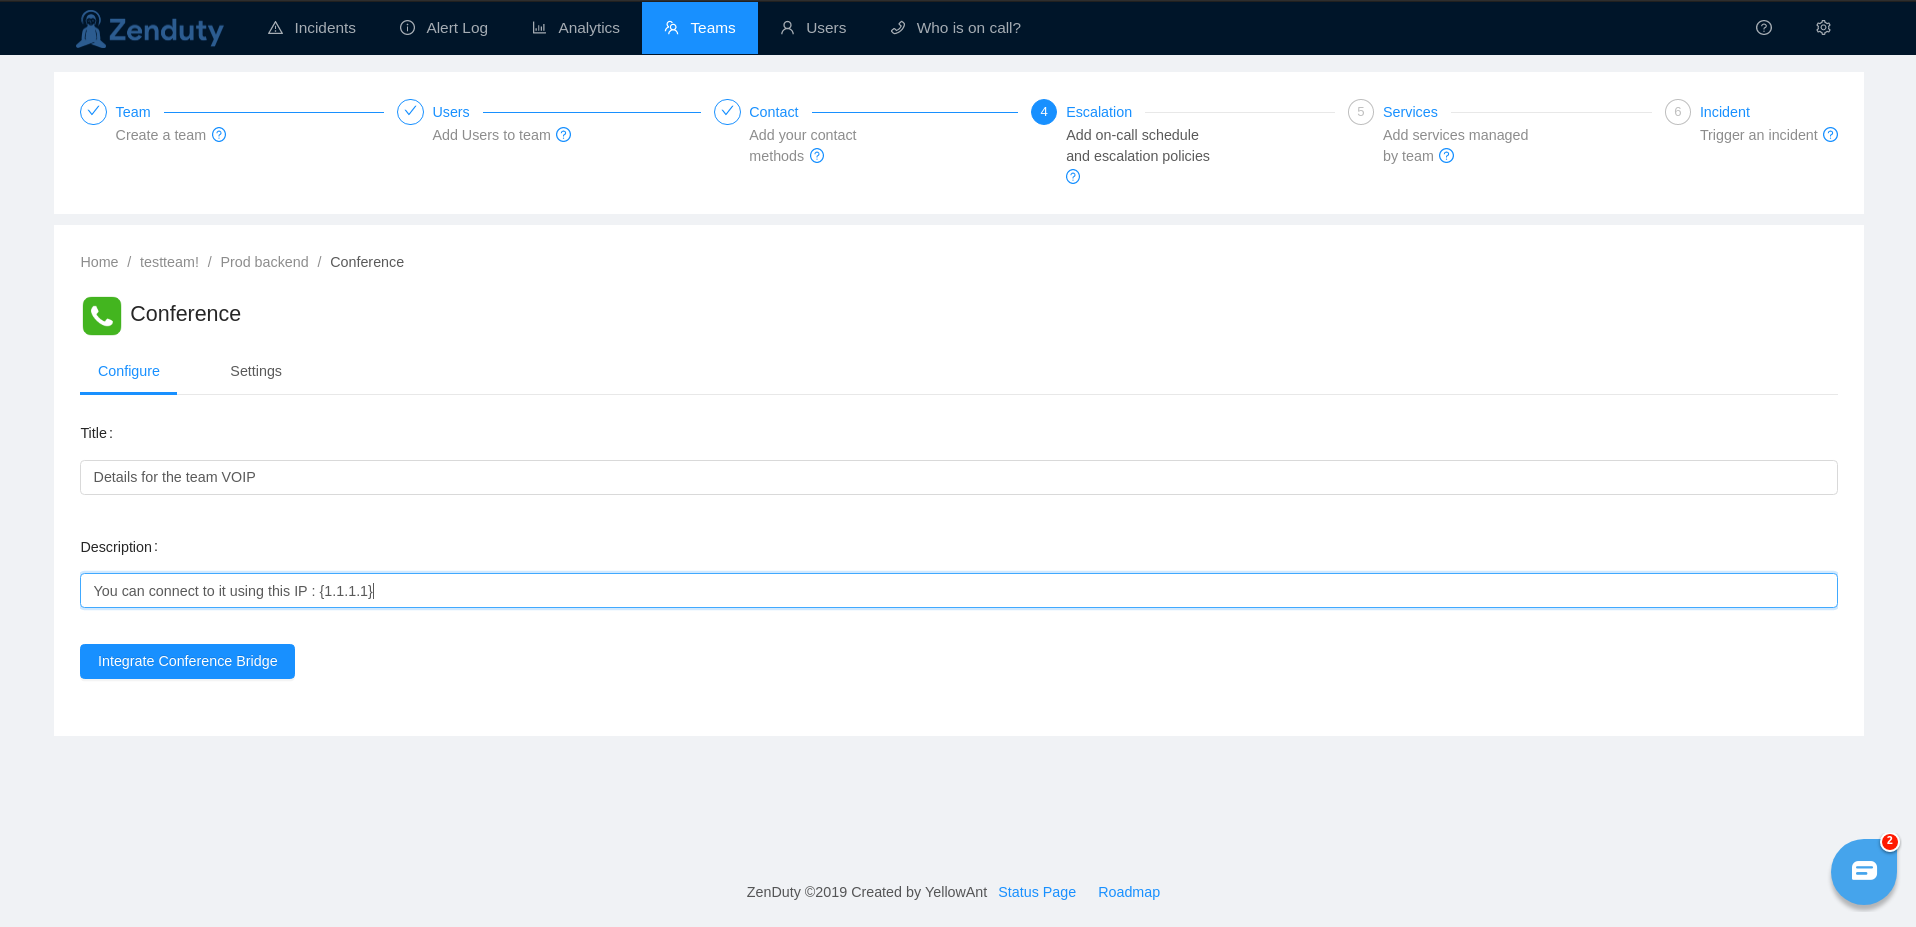 Zenduty Incidents Alert Log Analytics Teams Users Who is on call?
Team Users Contact 4 Escalation 5 Services 6 Incident
Create a team Add Users to team Add your contact Add on-call schedule Add services managed Trigger an incident
methods and escalation policies by team
Home / testteam! / Prod backend / Conference
Conference
Configure Settings
Title :
Details for the team VOIP
Description :
You can connect to it using this IP : {1.1.1.1}
Integrate Conference Bridge
2
ZenDuty ©2019 Created by YellowAnt Status Page Roadmap